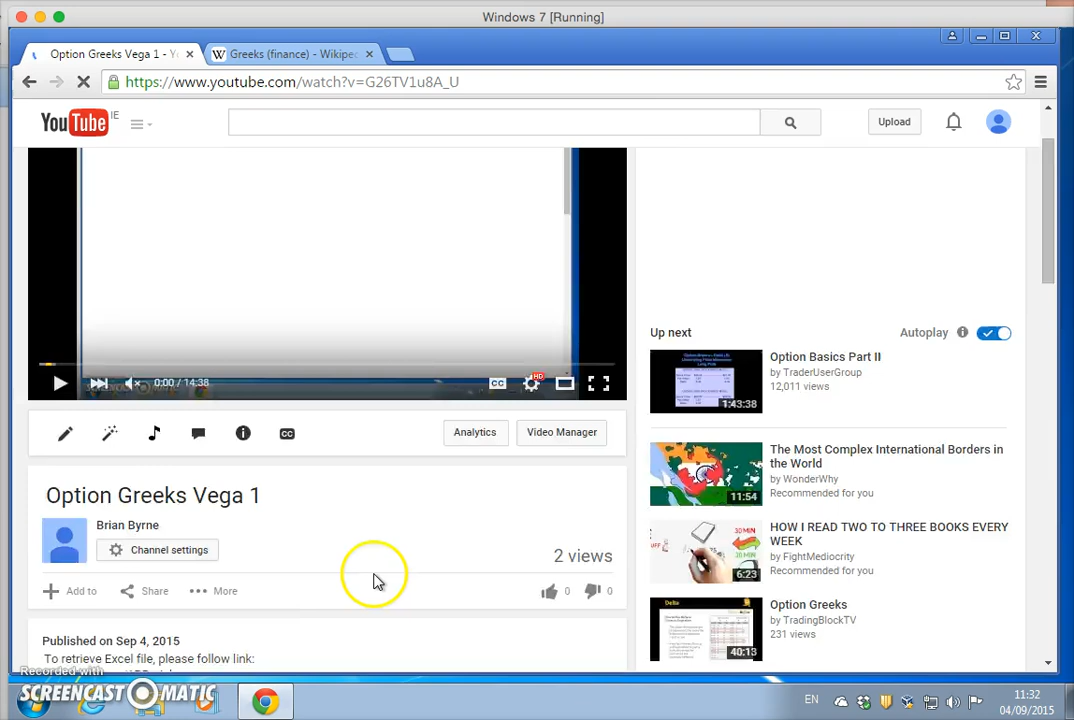 Windows 7 [Running]
Option Greeks Vega 1 - Yo
Greeks (finance) - Wikiped
https://www.youtube.com/watch?v=G26TV1u8A_U
YouTube IE
Upload
0:00 / 14:38
CC
HD
CC
Analytics
Video Manager
Option Greeks Vega 1
Brian Byrne
Channel settings
2 views
Add to
Share
More
0
0
Published on Sep 4, 2015
To retrieve Excel file, please follow link:
Up next
Autoplay
Option Basics Part II
by TraderUserGroup
12,011 views
1:43:38
The Most Complex International Borders in
the World
by WonderWhy
Recommended for you
11:54
HOW I READ TWO TO THREE BOOKS EVERY
WEEK
by FightMediocrity
Recommended for you
6:23
Option Greeks
by TradingBlockTV
231 views
Delta
40:13
Recorded with
SCREENCAST-O-MATIC
EN
11:32
04/09/2015